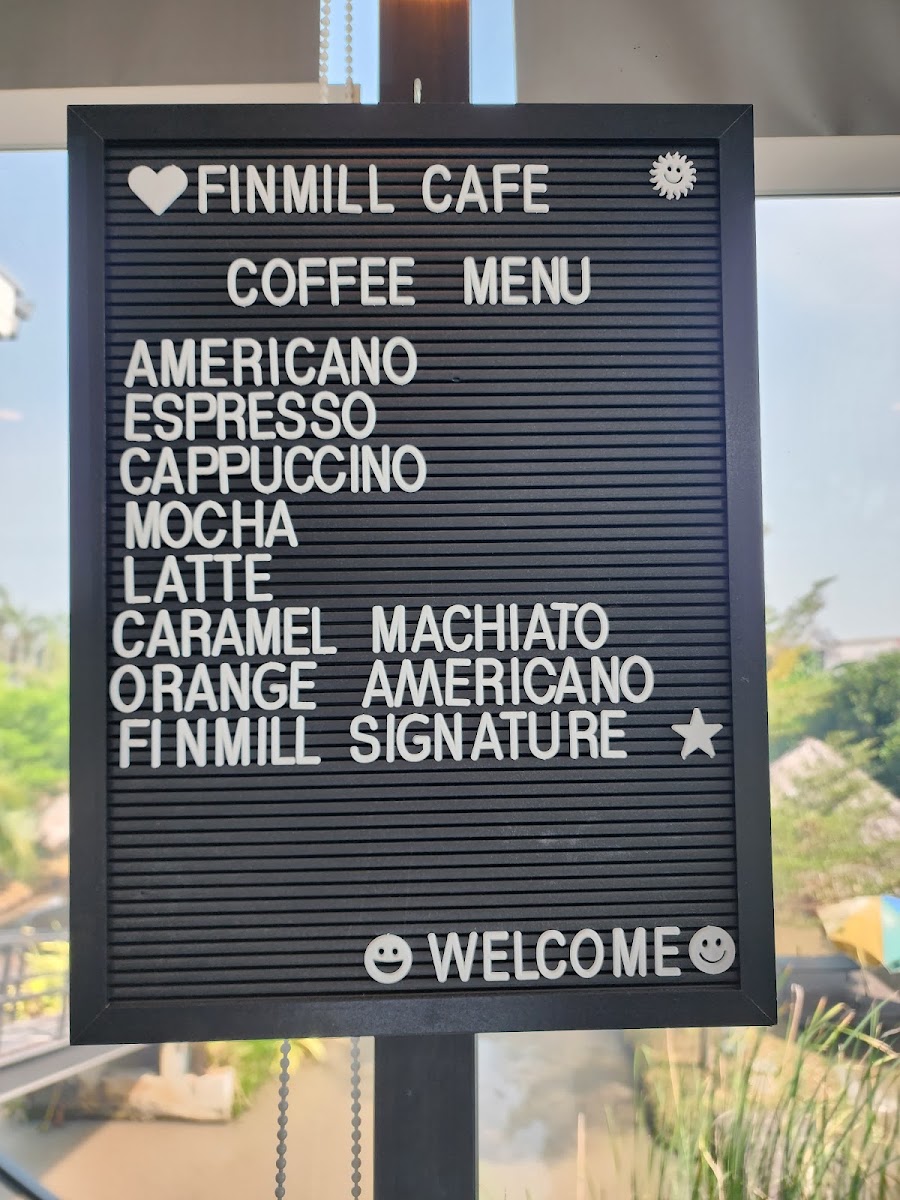 FINMILL CAFE
COFFEE MENU
AMERICANO
ESPRESSO
CAPPUCCINO
MOCHA
LATTE
CARAMEL MACHIATO
ORANGE AMERICANO
FINMILL SIGNATURE
WELCOME